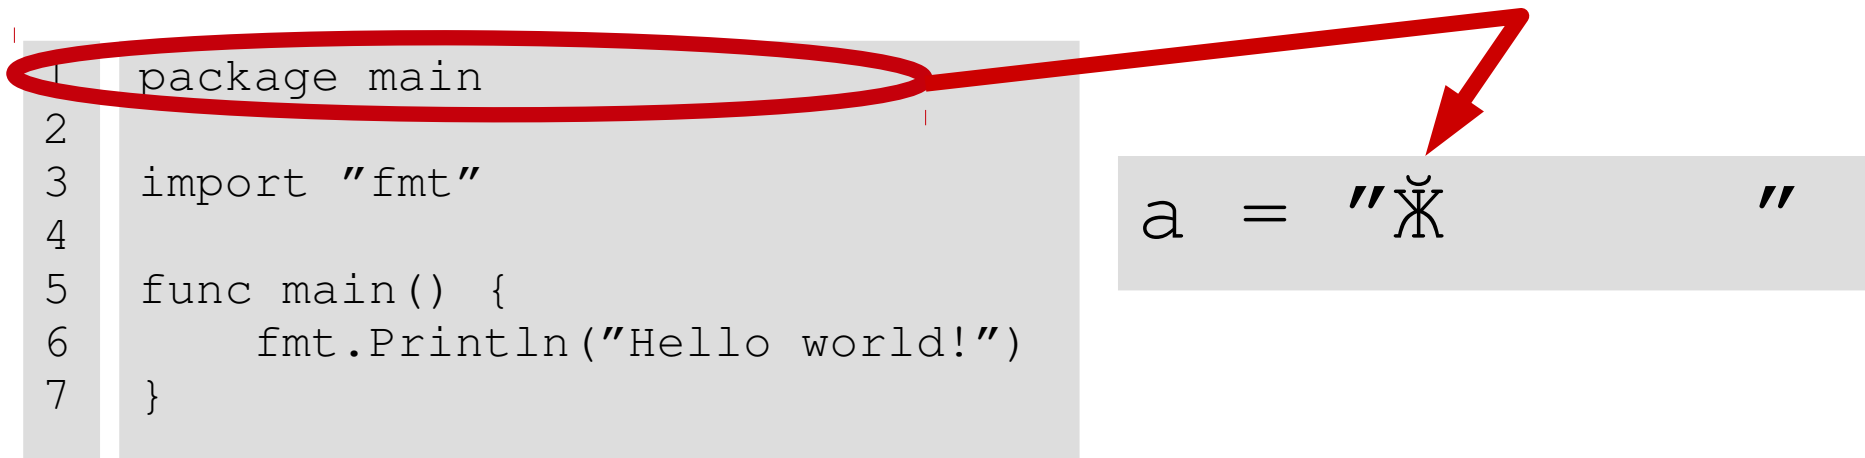 1 package main
2
3 import "fmt"
4
5 func main() {
6     fmt.Println("Hello world!")
7 }
a = "Ӂ      "